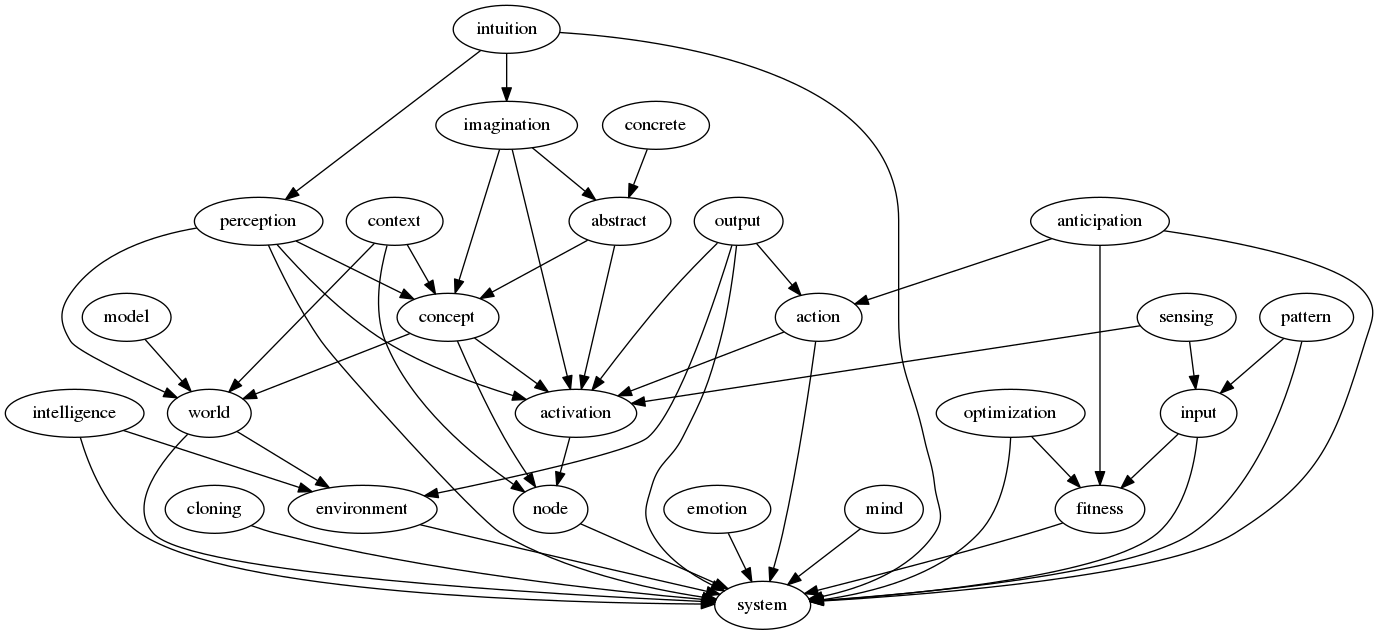 intuition
imagination
concrete
perception
context
abstract
output
anticipation
model
concept
action
sensing
pattern
intelligence
world
activation
optimization
input
cloning
environment
node
emotion
mind
fitness
system